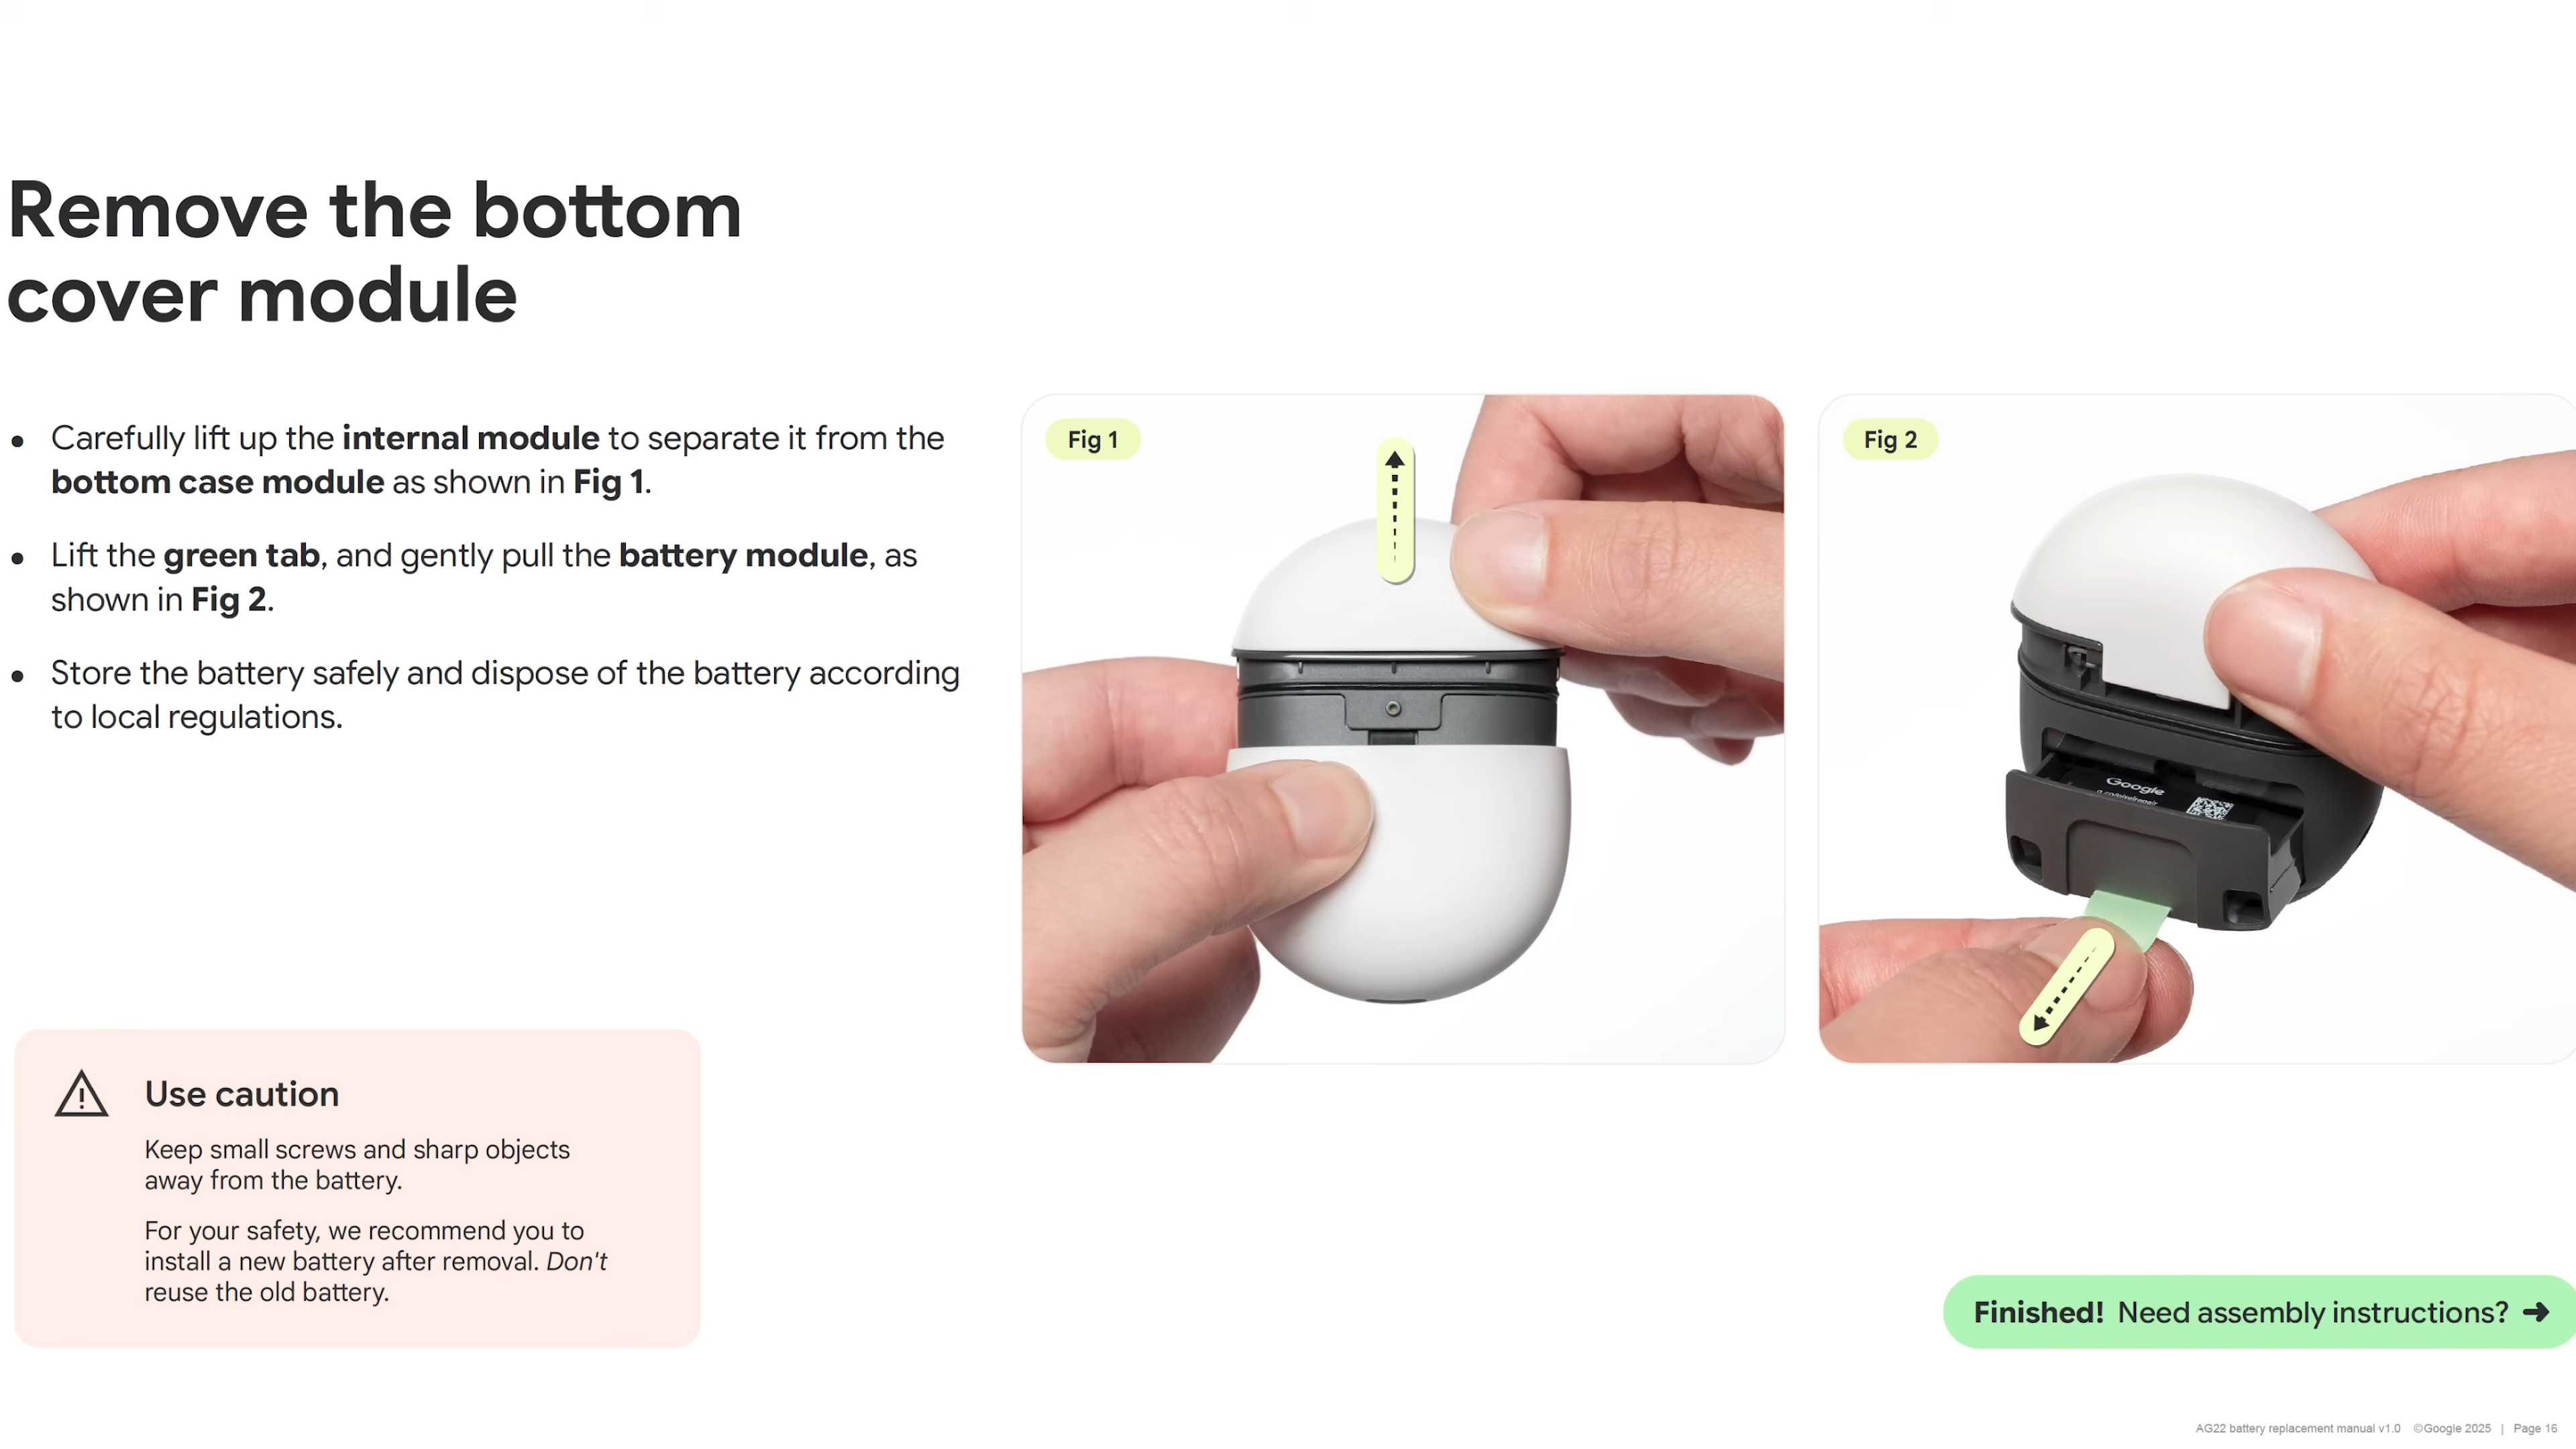 Remove the bottom
cover module
• Carefully lift up the internal module to separate it from the
bottom case module as shown in Fig 1.
• Lift the green tab, and gently pull the battery module, as
shown in Fig 2.
• Store the battery safely and dispose of the battery according
to local regulations.
Fig 1
Fig 2
Google
Use caution
Keep small screws and sharp objects
away from the battery.
For your safety, we recommend you to
install a new battery after removal. Don't
reuse the old battery.
Finished! Need assembly instructions? ➜
AG22 battery replacement manual v1.0 ©Google 2025 | Page 16